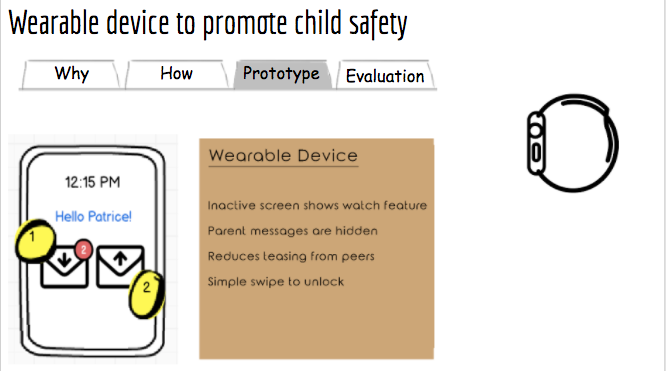 Wearable device to promote child safety
Why
How
Prototype
Evaluation
12:15 PM
Hello Patrice!
1
2
2
Wearable Device
Inactive screen shows watch feature
Parent messages are hidden
Reduces teasing from peers
Simple swipe to unlock